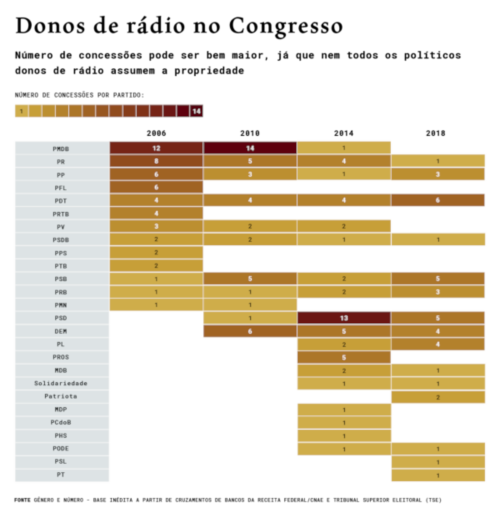 Donos de rádio no Congresso
Número de concessões pode ser bem maior, já que nem todos os políticos
donos de rádio assumem a propriedade
NÚMERO DE CONCESSÕES POR PARTIDO:
1 14
2006 2010 2014 2018
PMDB 12 14 1
PR 8 5 4 1
PP 6 3 1 3
PFL 6
PDT 4 4 4 6
PRTB 4
PV 3 2 2
PSDB 2 2 1 1
PPS 2
PTB 2
PSB 1 5 2 5
PRB 1 1 2 3
PMN 1 1
PSD 1 13 5
DEM 6 5 4
PL 2 4
PROS 5
MDB 2 1
Solidariedade 1 1
Patriota 2
MDP 1
PCdoB 1
PHS 1
PODE 1 1
PSL 1
PT 1
FONTE GÊNERO E NÚMERO - BASE INÉDITA A PARTIR DE CRUZAMENTOS DE BANCOS DA RECEITA FEDERAL/CNAE E TRIBUNAL SUPERIOR ELEITORAL (TSE)